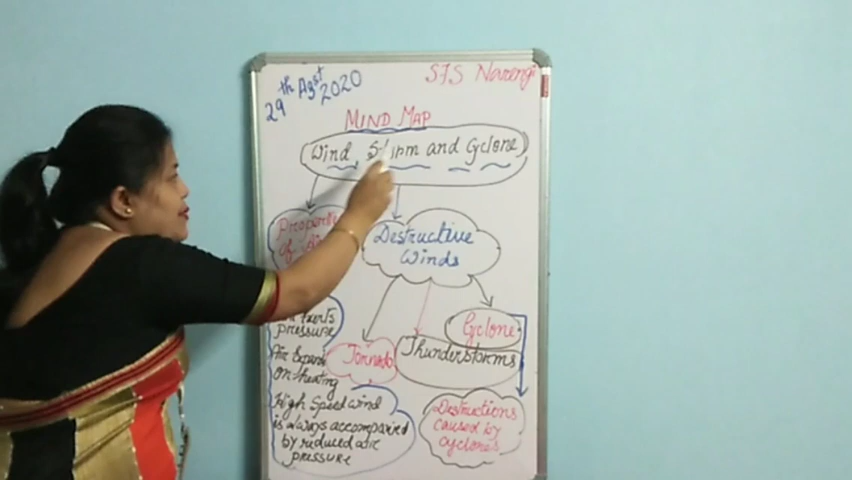 29th Agst 2020
SFS Narengi
MIND MAP
Wind, Storm and Cyclone
Properties
of Air
Destructive
Winds
Air Exerts
pressure
Air Expands
on heating
High Speed wind
is always accompanied
by reduced air
pressure
Tornado
Thunderstorms
Cyclone
Destructions
caused by
cyclones